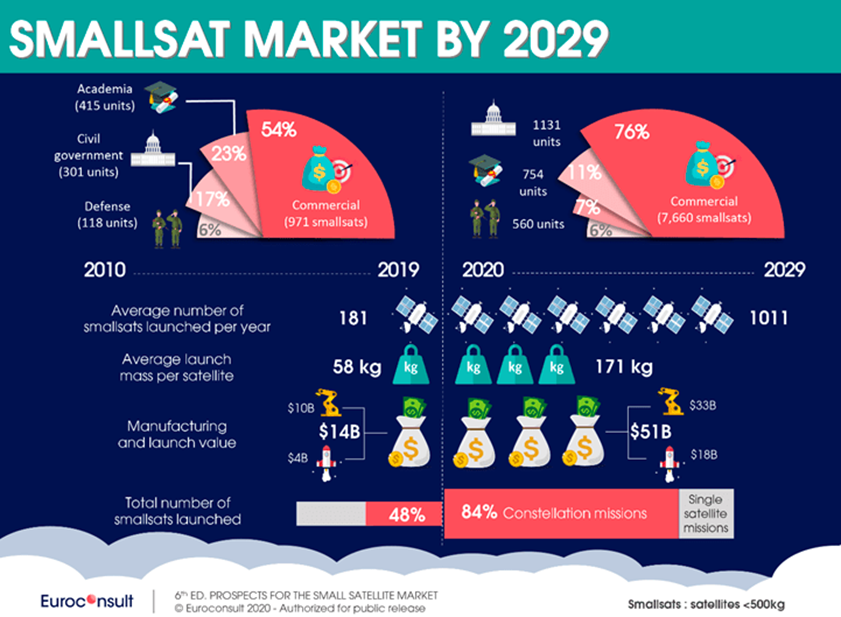 SMALLSAT MARKET BY 2029
Academia
(415 units)
Civil
government
(301 units)
Defense
(118 units)
54%
23%
17%
6%
Commercial
(971 smallsats)
1131
units
754
units
560 units
76%
11%
7%
6%
Commercial
(7,660 smallsats)
2010
2019
2020
2029
Average number of
smallsats launched per year
181
1011
Average launch
mass per satellite
58 kg
kg
kg
kg
kg
171 kg
Manufacturing
and launch value
$10B
$14B
$4B
$
$
$
$
$33B
$51B
$18B
Total number of
smallsats launched
48%
84% Constellation missions
Single
satellite
missions
Euroconsult
6th ED. PROSPECTS FOR THE SMALL SATELLITE MARKET
© Euroconsult 2020 - Authorized for public release
Smallsats : satellites <500kg